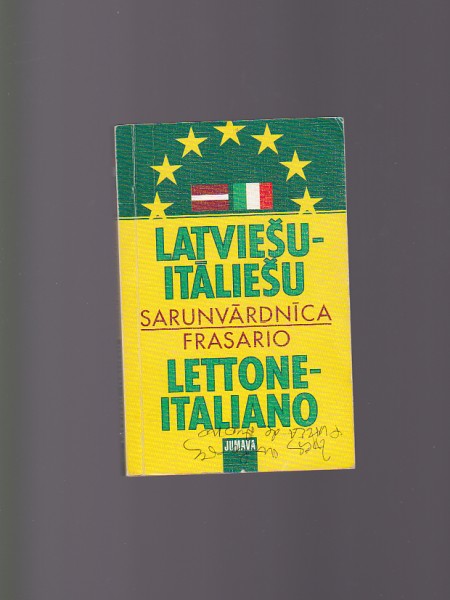 LATVIEŠU-
ITĀLIEŠU
SARUNVĀRDNĪCA
FRASARIO
LETTONE-
ITALIANO
JUMAVA